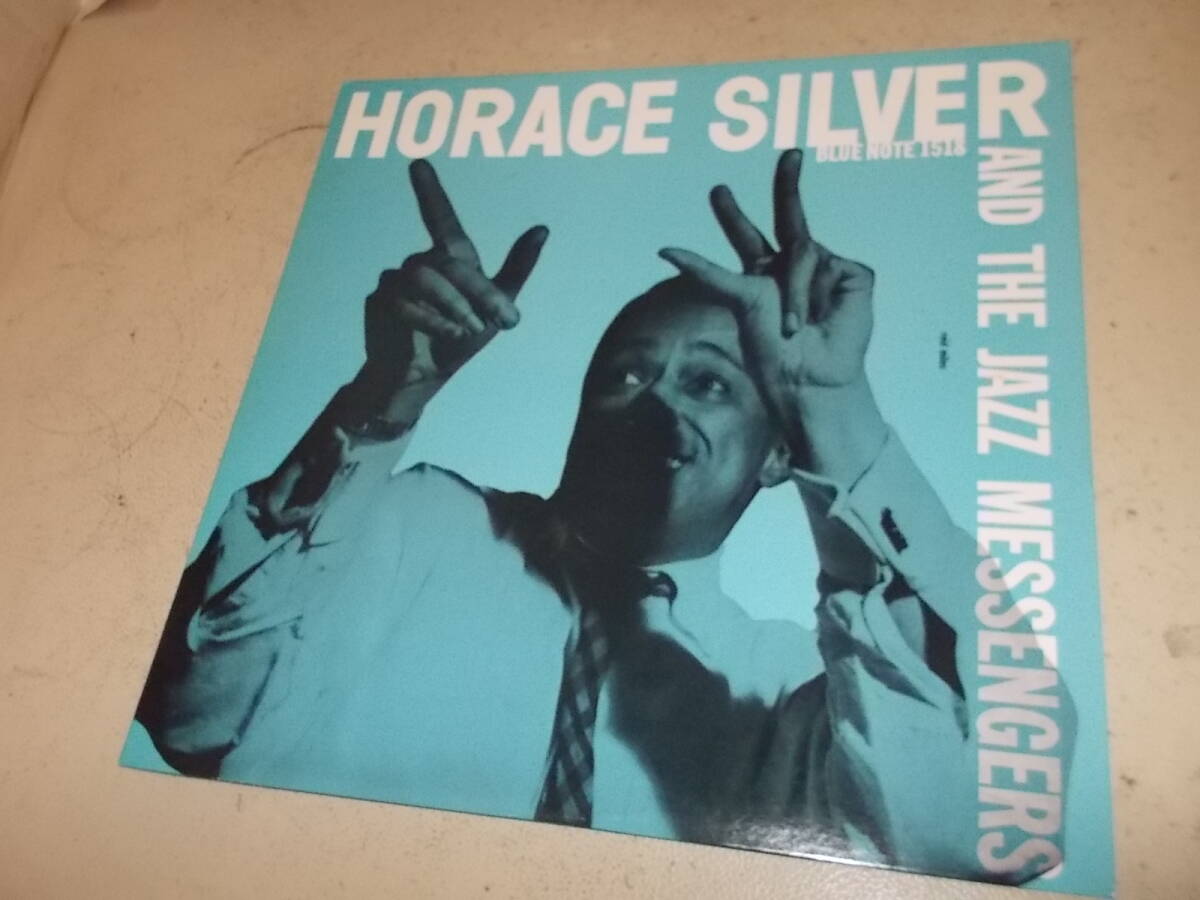 HORACE SILVER
BLUE NOTE 1518
AND THE JAZZ MESSENGERS